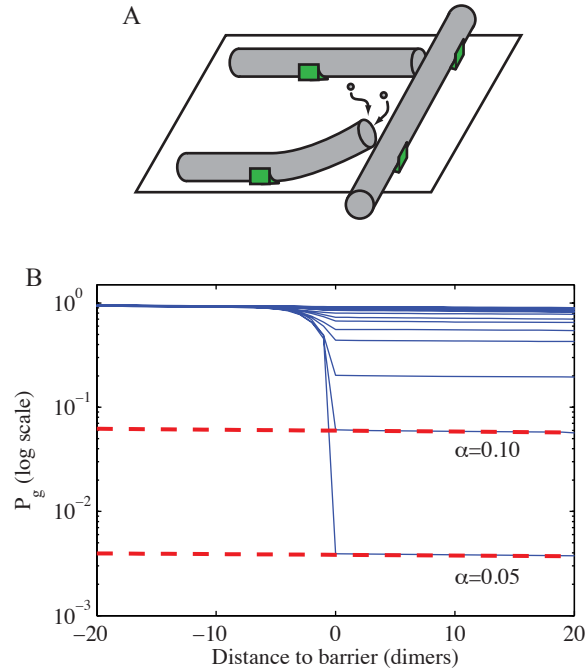 A
B
P_g (log scale)
10^0
10^-1
10^-2
10^-3
α=0.10
α=0.05
−20
−10
0
10
20
Distance to barrier (dimers)